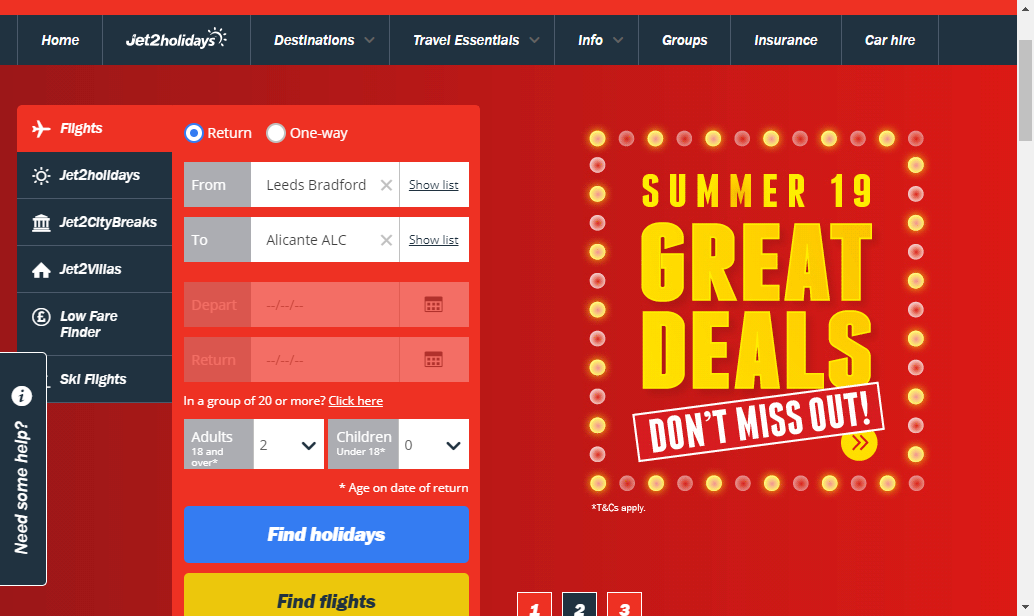 Home
Jet2holidays
Destinations
Travel Essentials
Info
Groups
Insurance
Car hire
Flights
Jet2holidays
Jet2CityBreaks
Jet2Villas
Low Fare
Finder
Ski Flights
Need some help?
Return
One-way
From
Leeds Bradford
Show list
To
Alicante ALC
Show list
Depart
--/--/--
Return
--/--/--
In a group of 20 or more? Click here
Adults
18 and
over*
2
Children
Under 18*
0
* Age on date of return
Find holidays
Find flights
SUMMER 19
GREAT
DEALS
DON'T MISS OUT!
*T&Cs apply.
1
2
3